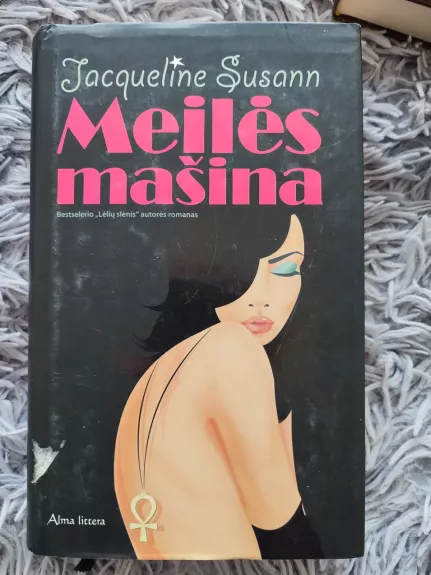 Jacqueline Susann
Meilės
mašina
Bestselerio „Lėlių slėnis“ autorės romanas
Alma littera